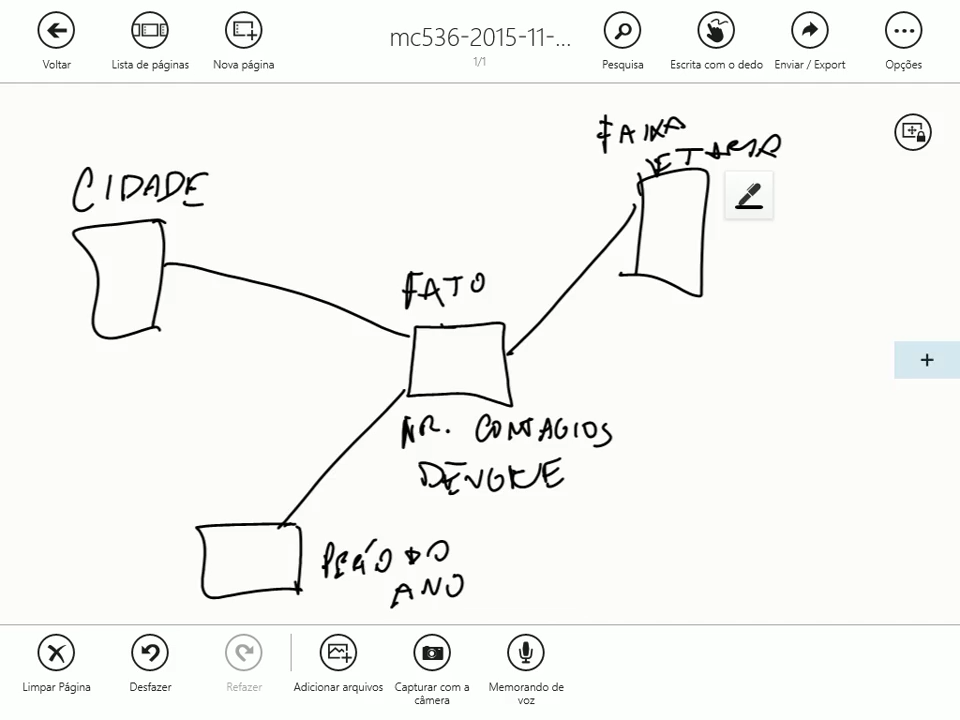 Voltar
Lista de páginas
Nova página
mc536-2015-11-...
1/1
Pesquisa
Escrita com o dedo
Enviar / Export
Opções
FAIXA
ETARIA
CIDADE
FATO
NR. CONTAGIOS
DENGUE
PERÍODO
ANO
Limpar Página
Desfazer
Refazer
Adicionar arquivos
Capturar com a
câmera
Memorando de
voz